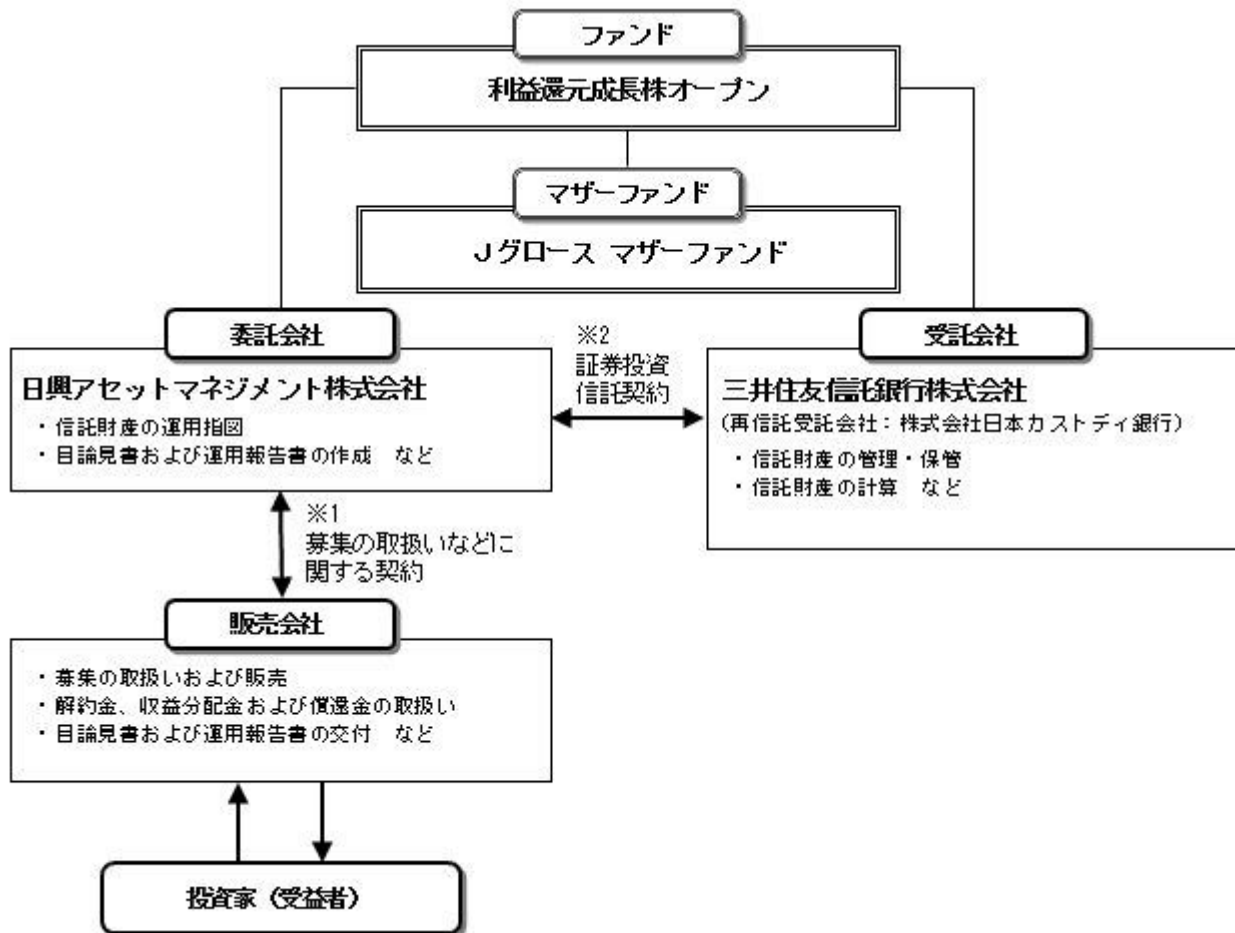 ファンド
利益還元成長株オープン
マザーファンド
Jグロース マザーファンド
委託会社
日興アセットマネジメント株式会社
・信託財産の運用指図
・目論見書および運用報告書の作成 など
※2
証券投資
信託契約
受託会社
三井住友信託銀行株式会社
(再信託受託会社:株式会社日本カストディ銀行)
・信託財産の管理・保管
・信託財産の計算 など
※1
募集の取扱いなどに
関する契約
販売会社
・募集の取扱いおよび販売
・解約金、収益分配金および償還金の取扱い
・目論見書および運用報告書の交付 など
投資家(受益者)